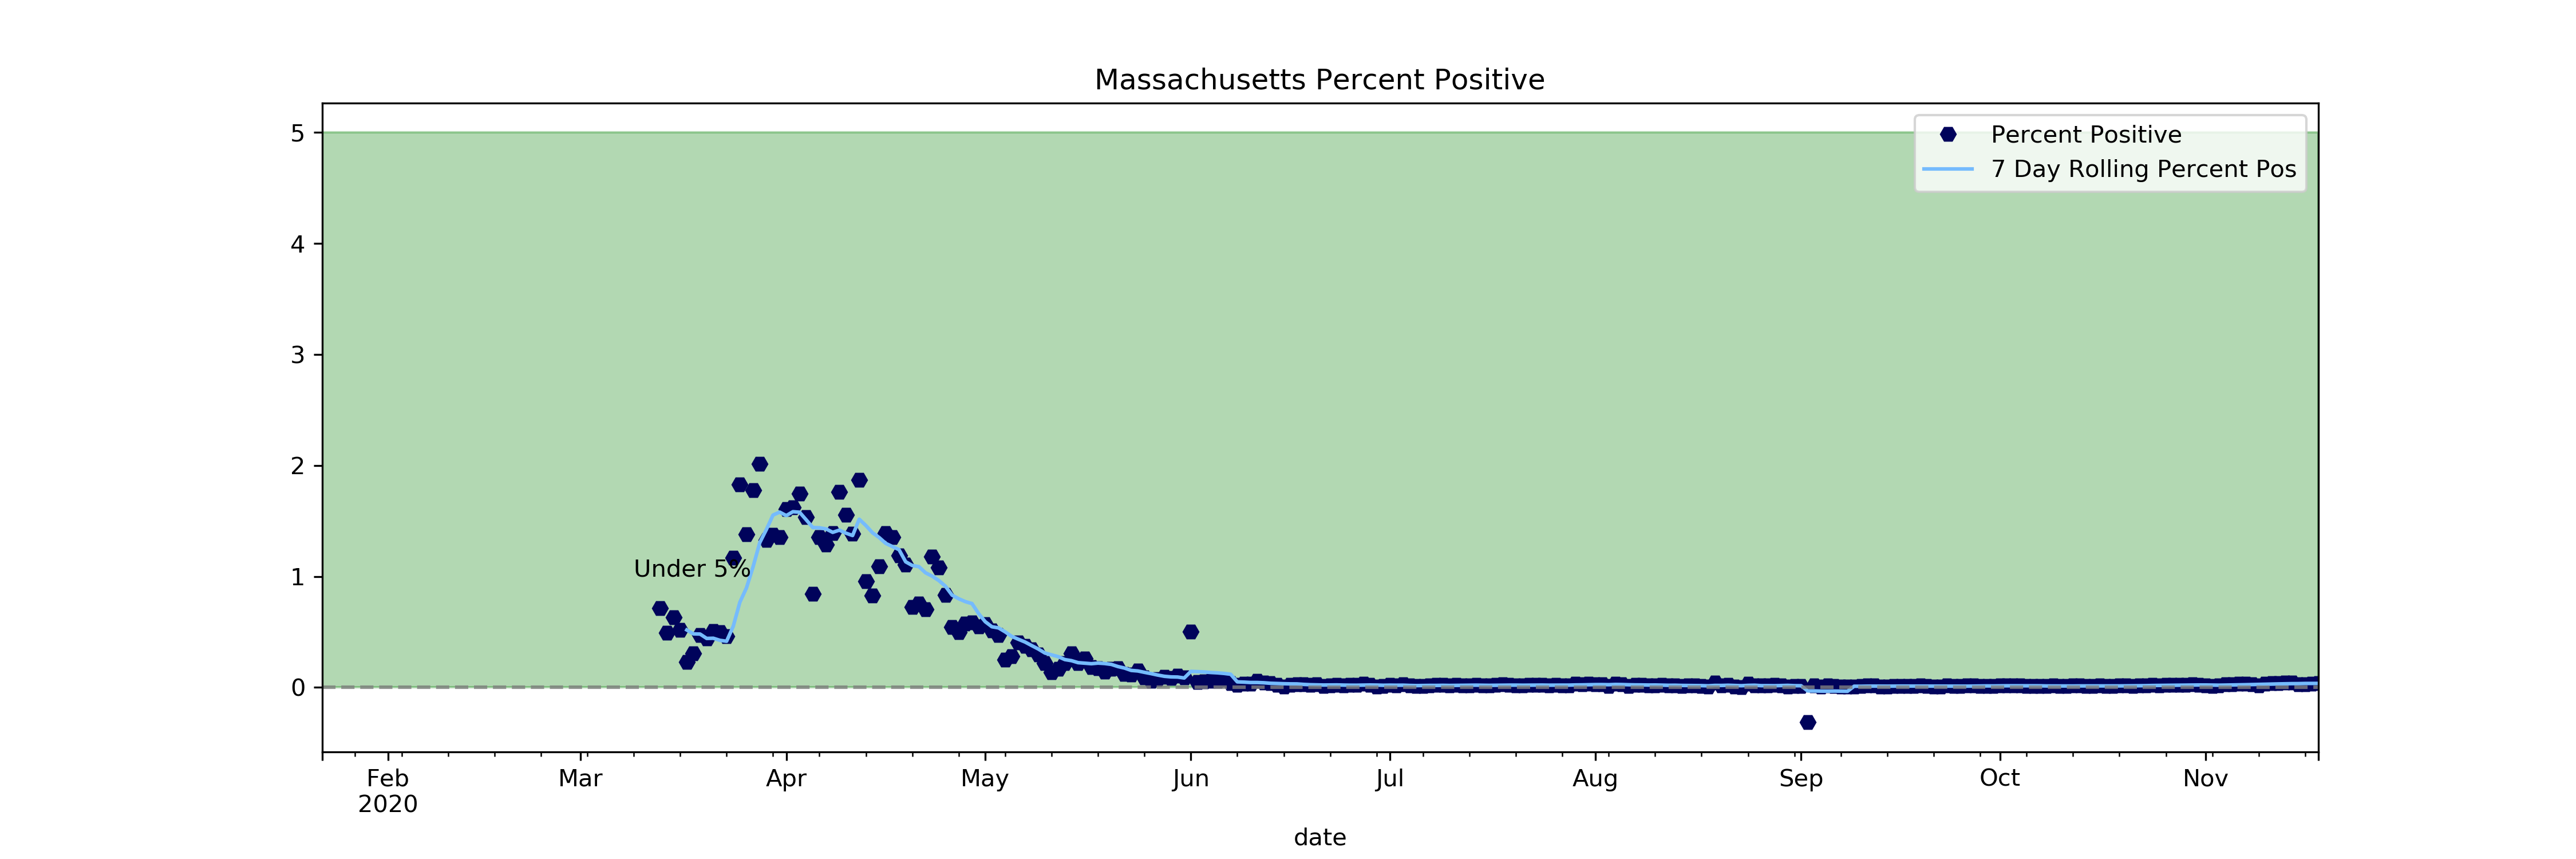 Massachusetts Percent Positive
5
4
3
2
1
0
Percent Positive
7 Day Rolling Percent Pos
Under 5%
Feb
2020
Mar
Apr
May
Jun
Jul
Aug
Sep
Oct
Nov
date